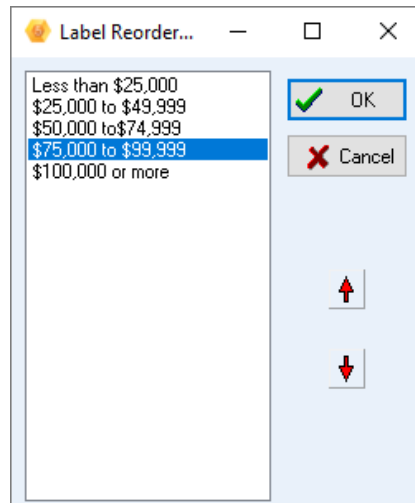 Label Reorder...
Less than $25,000
$25,000 to $49,999
$50,000 to$74,999
$75,000 to $99,999
$100,000 or more
OK
Cancel